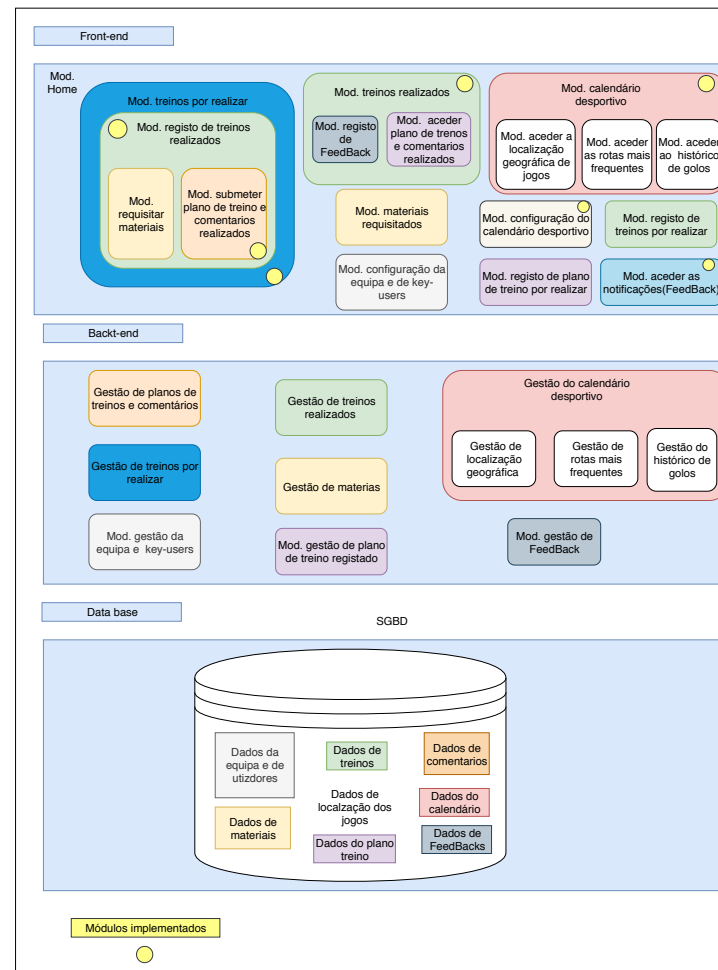 Front-end
Mod.
Home
Mod. treinos por realizar
Mod. registo de treinos
realizados
Mod.
requisitar
materiais
Mod. submeter
plano de treino e
comentarios
realizados
Mod. treinos realizados
Mod. registo
de
FeedBack
Mod. aceder
plano de trenos
e comentarios
realizados
Mod. calendário
desportivo
Mod. aceder a
localização
geográfica de
jogos
Mod. aceder
as rotas mais
frequentes
Mod. aceder
ao histórico
de golos
Mod. materiais
requisitados
Mod. configuração do
calendário desportivo
Mod. registo de
treinos por realizar
Mod. configuração da
equipa e de key-
users
Mod. registo de plano
de treino por realizar
Mod. aceder as
notificações(FeedBack)
Backt-end
Gestão de planos de
treinos e comentários
Gestão de treinos
realizados
Gestão do calendário
desportivo
Gestão de
localização
geográfica
Gestão de
rotas mais
frequentes
Gestão do
histórico de
golos
Gestão de treinos por
realizar
Gestão de materias
Mod. gestão da
equipa e key-users
Mod. gestão de plano
de treino registado
Mod. gestão de
FeedBack
Data base
SGBD
Dados da
equipa e de
utizdores
Dados de
treinos
Dados de
comentarios
Dados de
materiais
Dados de
localzação dos
jogos
Dados do
calendário
Dados do plano
treino
Dados de
FeedBacks
Módulos implementados